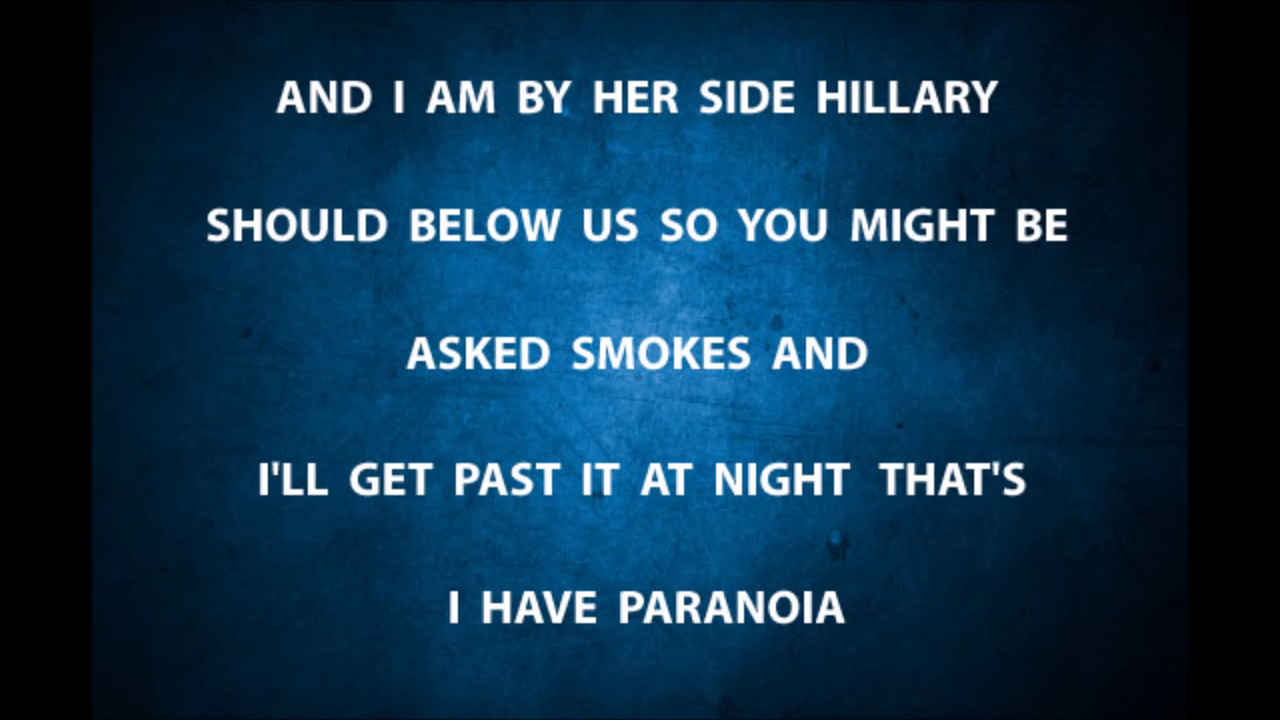 AND I AM BY HER SIDE HILLARY
SHOULD BELOW US SO YOU MIGHT BE
ASKED SMOKES AND
I'LL GET PAST IT AT NIGHT THAT'S
I HAVE PARANOIA